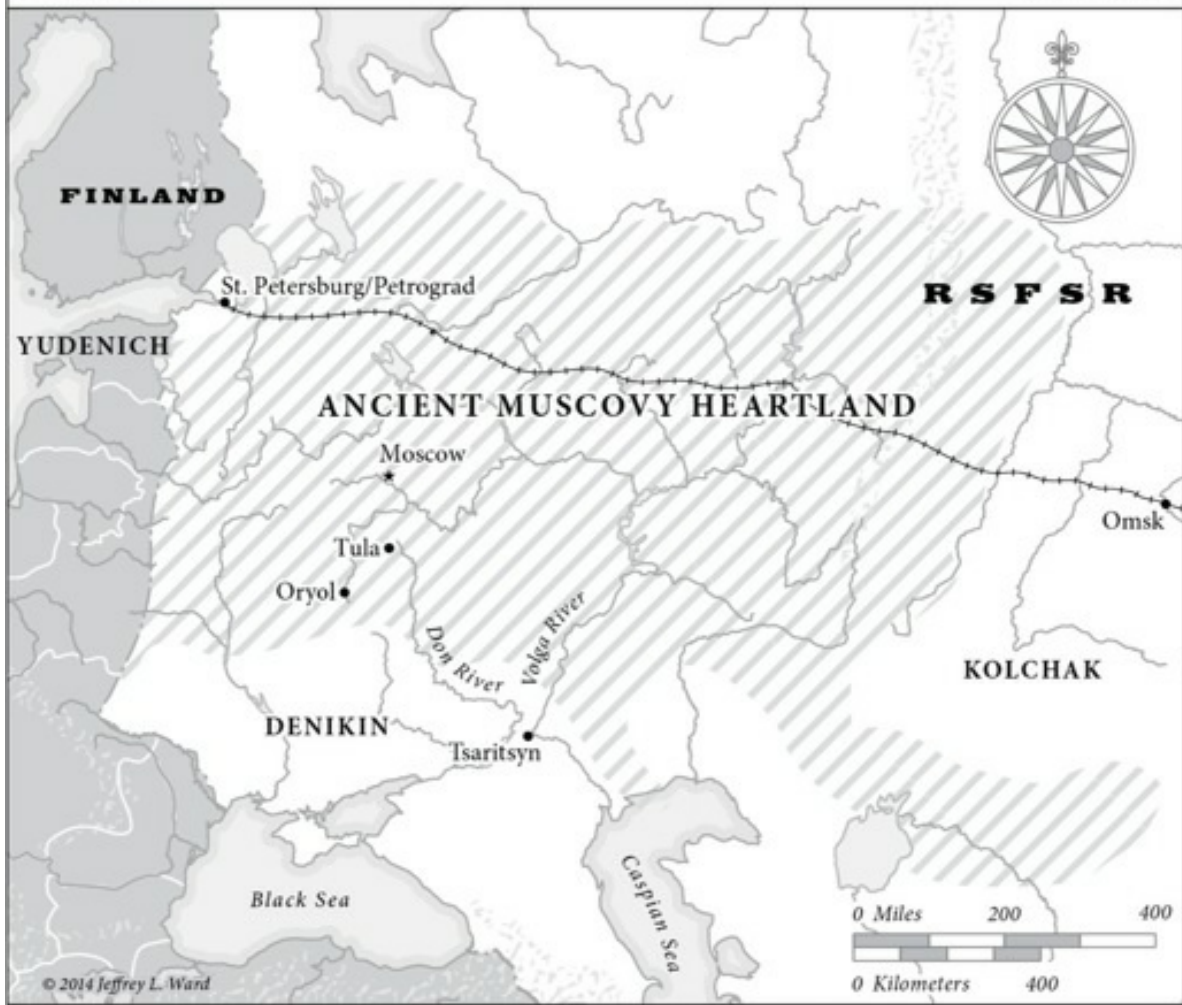 FINLAND
St. Petersburg/Petrograd
RSFSR
YUDENICH
ANCIENT MUSCOVY HEARTLAND
Moscow
Omsk
Tula
Oryol
Don River
Volga River
KOLCHAK
DENIKIN
Tsaritsyn
Black Sea
Caspian Sea
0 Miles 200 400
0 Kilometers 400
© 2014 Jeffrey L. Ward